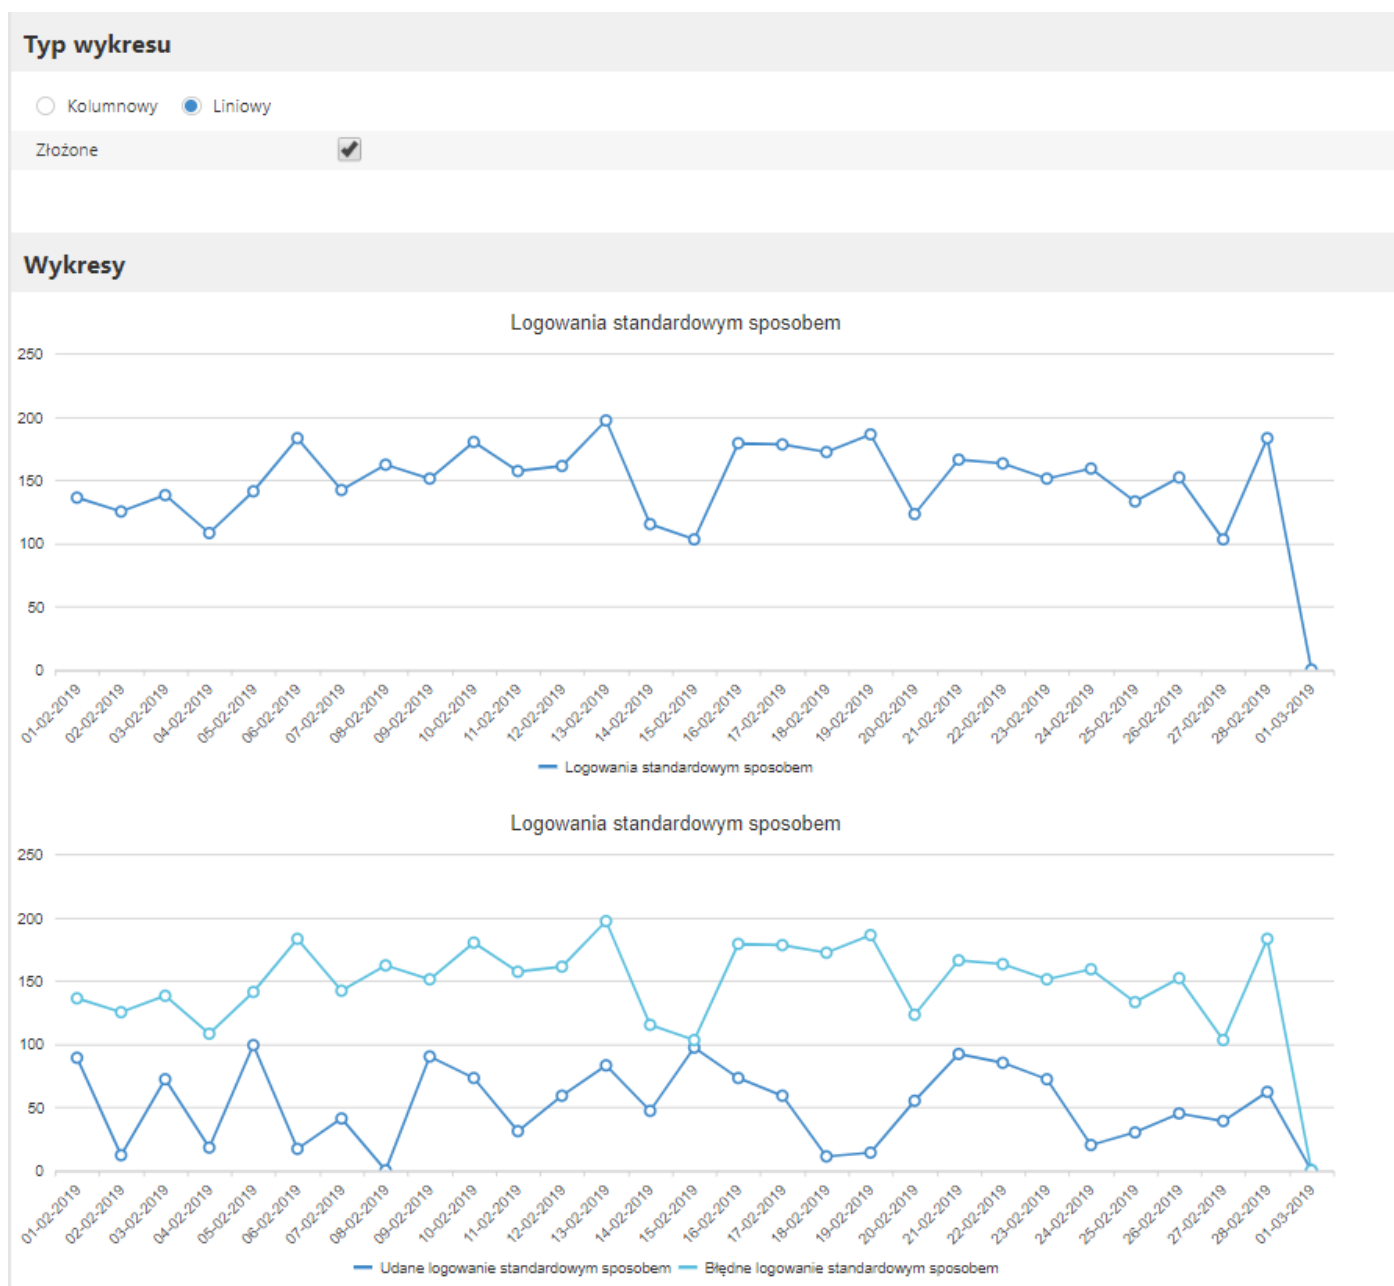 Typ wykresu
Kolumnowy Liniowy
Złożone
Wykresy
Logowania standardowym sposobem
250
200
150
100
50
0
01-02-2019 02-02-2019 03-02-2019 04-02-2019 05-02-2019 06-02-2019 07-02-2019 08-02-2019 09-02-2019 10-02-2019 11-02-2019 12-02-2019 13-02-2019 14-02-2019 15-02-2019 16-02-2019 17-02-2019 18-02-2019 19-02-2019 20-02-2019 21-02-2019 22-02-2019 23-02-2019 24-02-2019 25-02-2019 26-02-2019 27-02-2019 28-02-2019 01-03-2019
Logowania standardowym sposobem
Logowania standardowym sposobem
250
200
150
100
50
0
01-02-2019 02-02-2019 03-02-2019 04-02-2019 05-02-2019 06-02-2019 07-02-2019 08-02-2019 09-02-2019 10-02-2019 11-02-2019 12-02-2019 13-02-2019 14-02-2019 15-02-2019 16-02-2019 17-02-2019 18-02-2019 19-02-2019 20-02-2019 21-02-2019 22-02-2019 23-02-2019 24-02-2019 25-02-2019 26-02-2019 27-02-2019 28-02-2019 01-03-2019
Udane logowanie standardowym sposobem Błędne logowanie standardowym sposobem